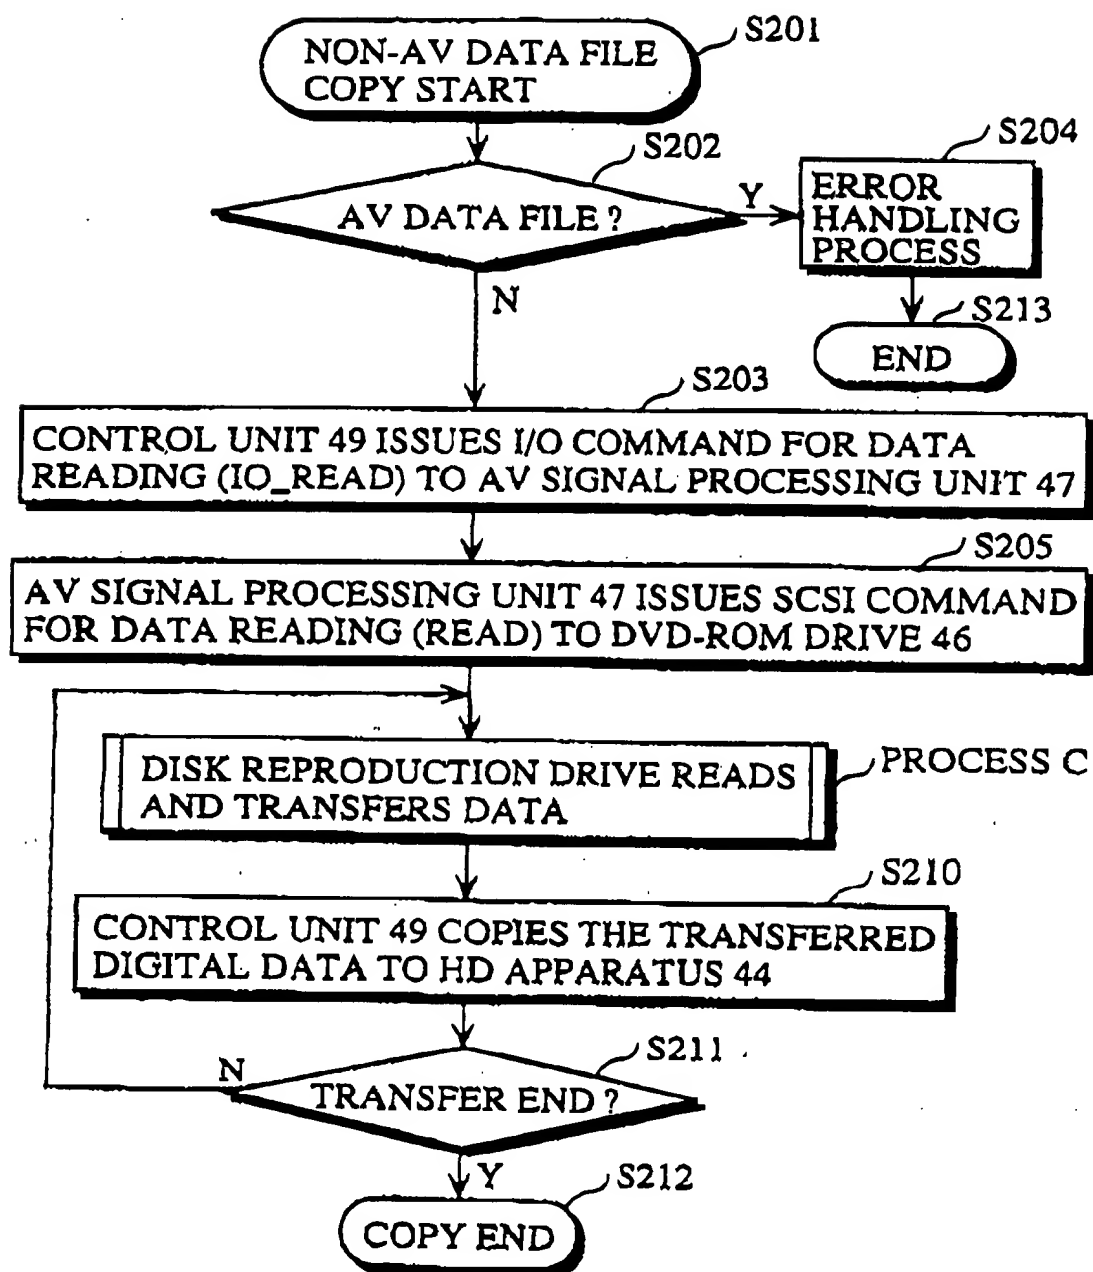 S201
NON-AV DATA FILE
COPY START
S202
AV DATA FILE ?
Y
S204
ERROR
HANDLING
PROCESS
N
S213
END
S203
CONTROL UNIT 49 ISSUES I/O COMMAND FOR DATA
READING (IO_READ) TO AV SIGNAL PROCESSING UNIT 47
S205
AV SIGNAL PROCESSING UNIT 47 ISSUES SCSI COMMAND
FOR DATA READING (READ) TO DVD-ROM DRIVE 46
DISK REPRODUCTION DRIVE READS
AND TRANSFERS DATA
PROCESS C
S210
CONTROL UNIT 49 COPIES THE TRANSFERRED
DIGITAL DATA TO HD APPARATUS 44
S211
N
TRANSFER END ?
Y
S212
COPY END